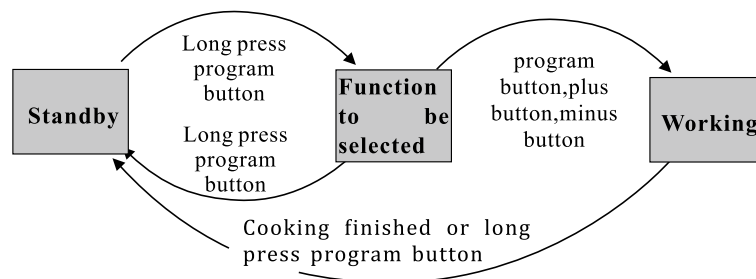 Long press
program
button
Standby
Long press
program
button
Function
to be
selected
program
button,plus
button,minus
button
Working
Cooking finished or long
press program button